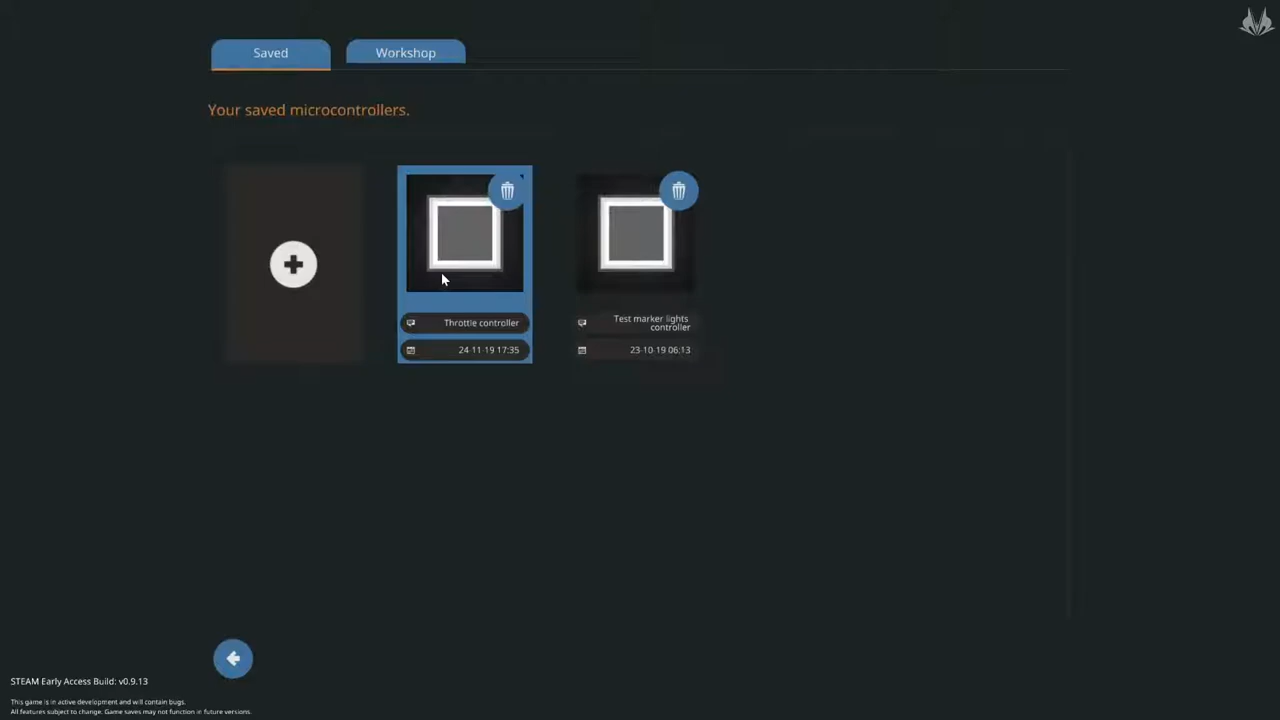 Saved
Workshop
Your saved microcontrollers.
Throttle controller
24-11-19 17:35
Test marker lights
controller
23-10-19 06:13
STEAM Early Access Build: v0.9.13
This game is in active development and will contain bugs.
All features subject to change. Game saves may not function in future versions.